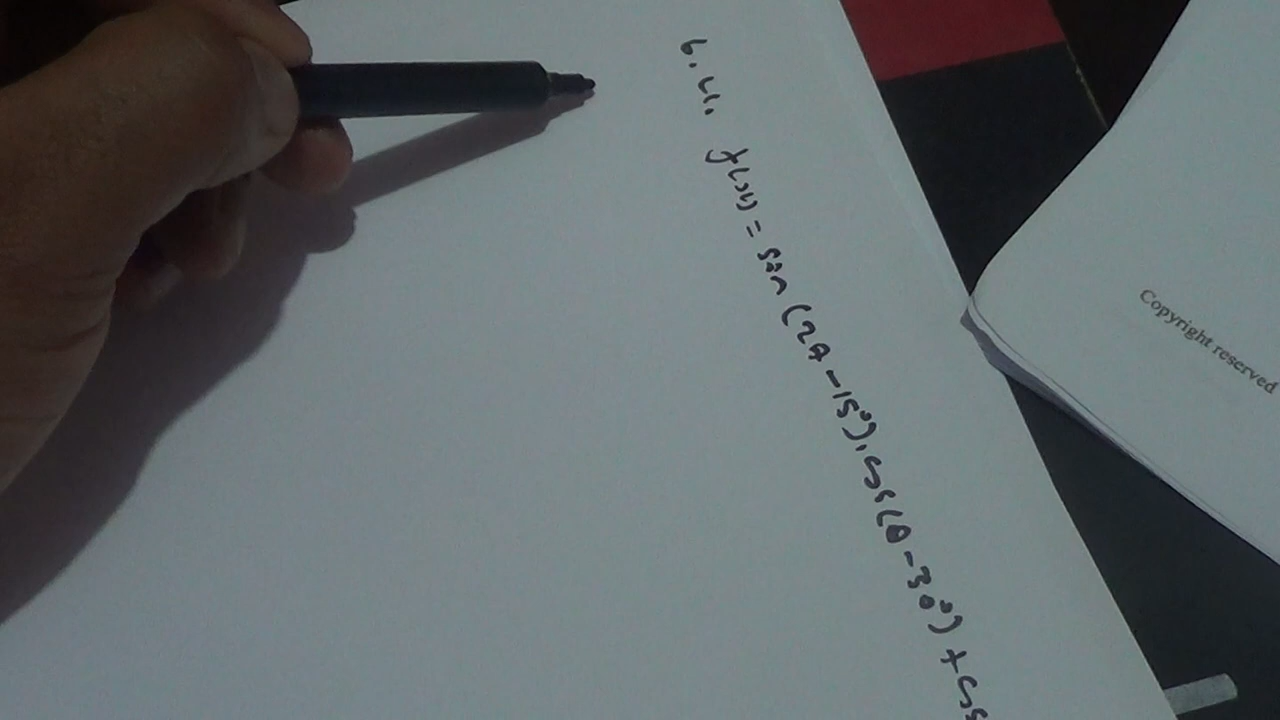 6.4. f(x) = sin (2θ - 15°).cos(θ - 30°) + cos
Copyright reserved